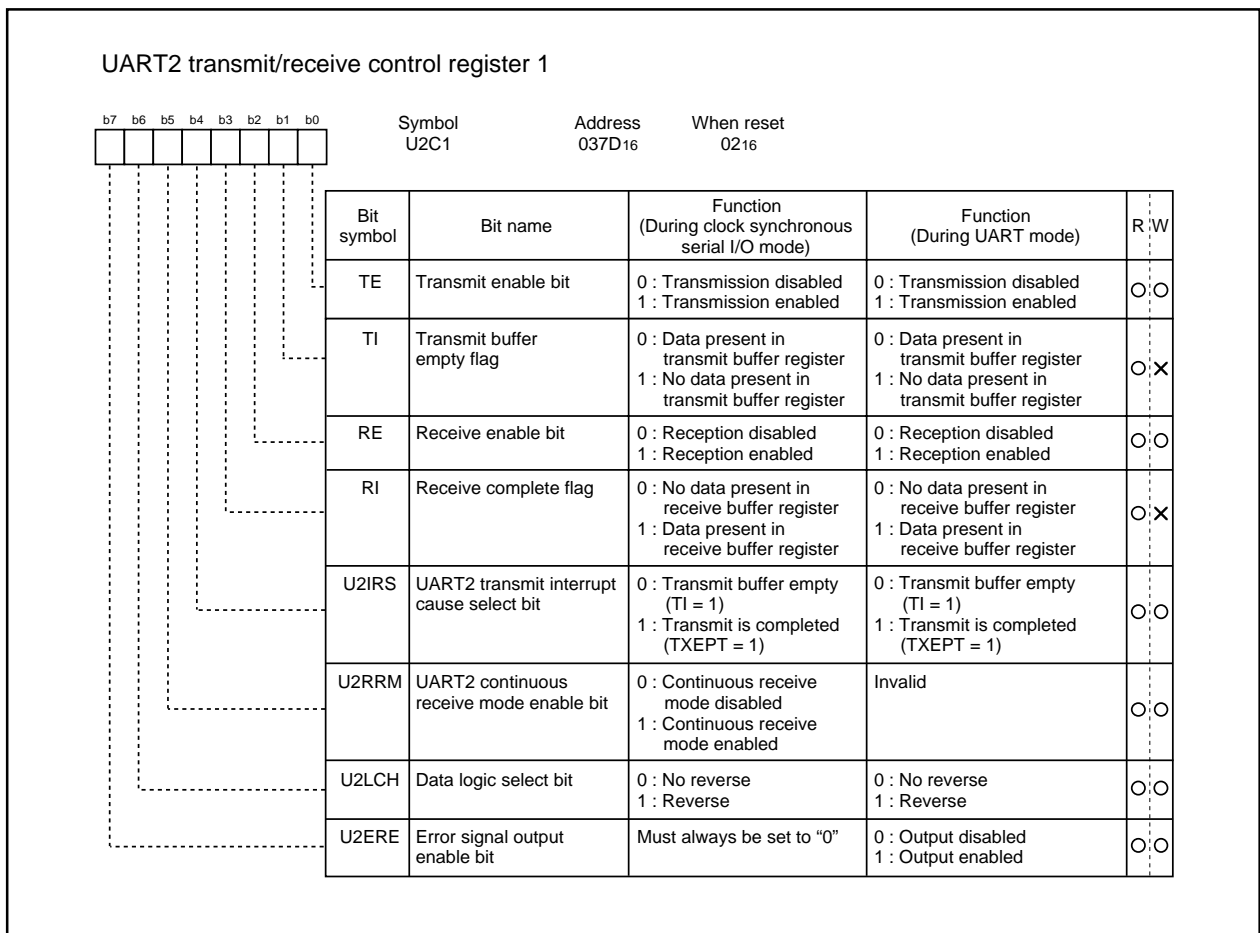 UART2 transmit/receive control register 1
b7 b6 b5 b4 b3 b2 b1 b0
Symbol Address When reset
U2C1 037D16 0216
Bit symbol
Bit name
Function
(During clock synchronous
serial I/O mode)
Function
(During UART mode)
R W
TE
Transmit enable bit
0 : Transmission disabled
1 : Transmission enabled
0 : Transmission disabled
1 : Transmission enabled
TI
Transmit buffer
empty flag
0 : Data present in
transmit buffer register
1 : No data present in
transmit buffer register
0 : Data present in
transmit buffer register
1 : No data present in
transmit buffer register
RE
Receive enable bit
0 : Reception disabled
1 : Reception enabled
0 : Reception disabled
1 : Reception enabled
RI
Receive complete flag
0 : No data present in
receive buffer register
1 : Data present in
receive buffer register
0 : No data present in
receive buffer register
1 : Data present in
receive buffer register
U2IRS
UART2 transmit interrupt
cause select bit
0 : Transmit buffer empty
(TI = 1)
1 : Transmit is completed
(TXEPT = 1)
0 : Transmit buffer empty
(TI = 1)
1 : Transmit is completed
(TXEPT = 1)
U2RRM
UART2 continuous
receive mode enable bit
0 : Continuous receive
mode disabled
1 : Continuous receive
mode enabled
Invalid
U2LCH
Data logic select bit
0 : No reverse
1 : Reverse
0 : No reverse
1 : Reverse
U2ERE
Error signal output
enable bit
Must always be set to “0”
0 : Output disabled
1 : Output enabled